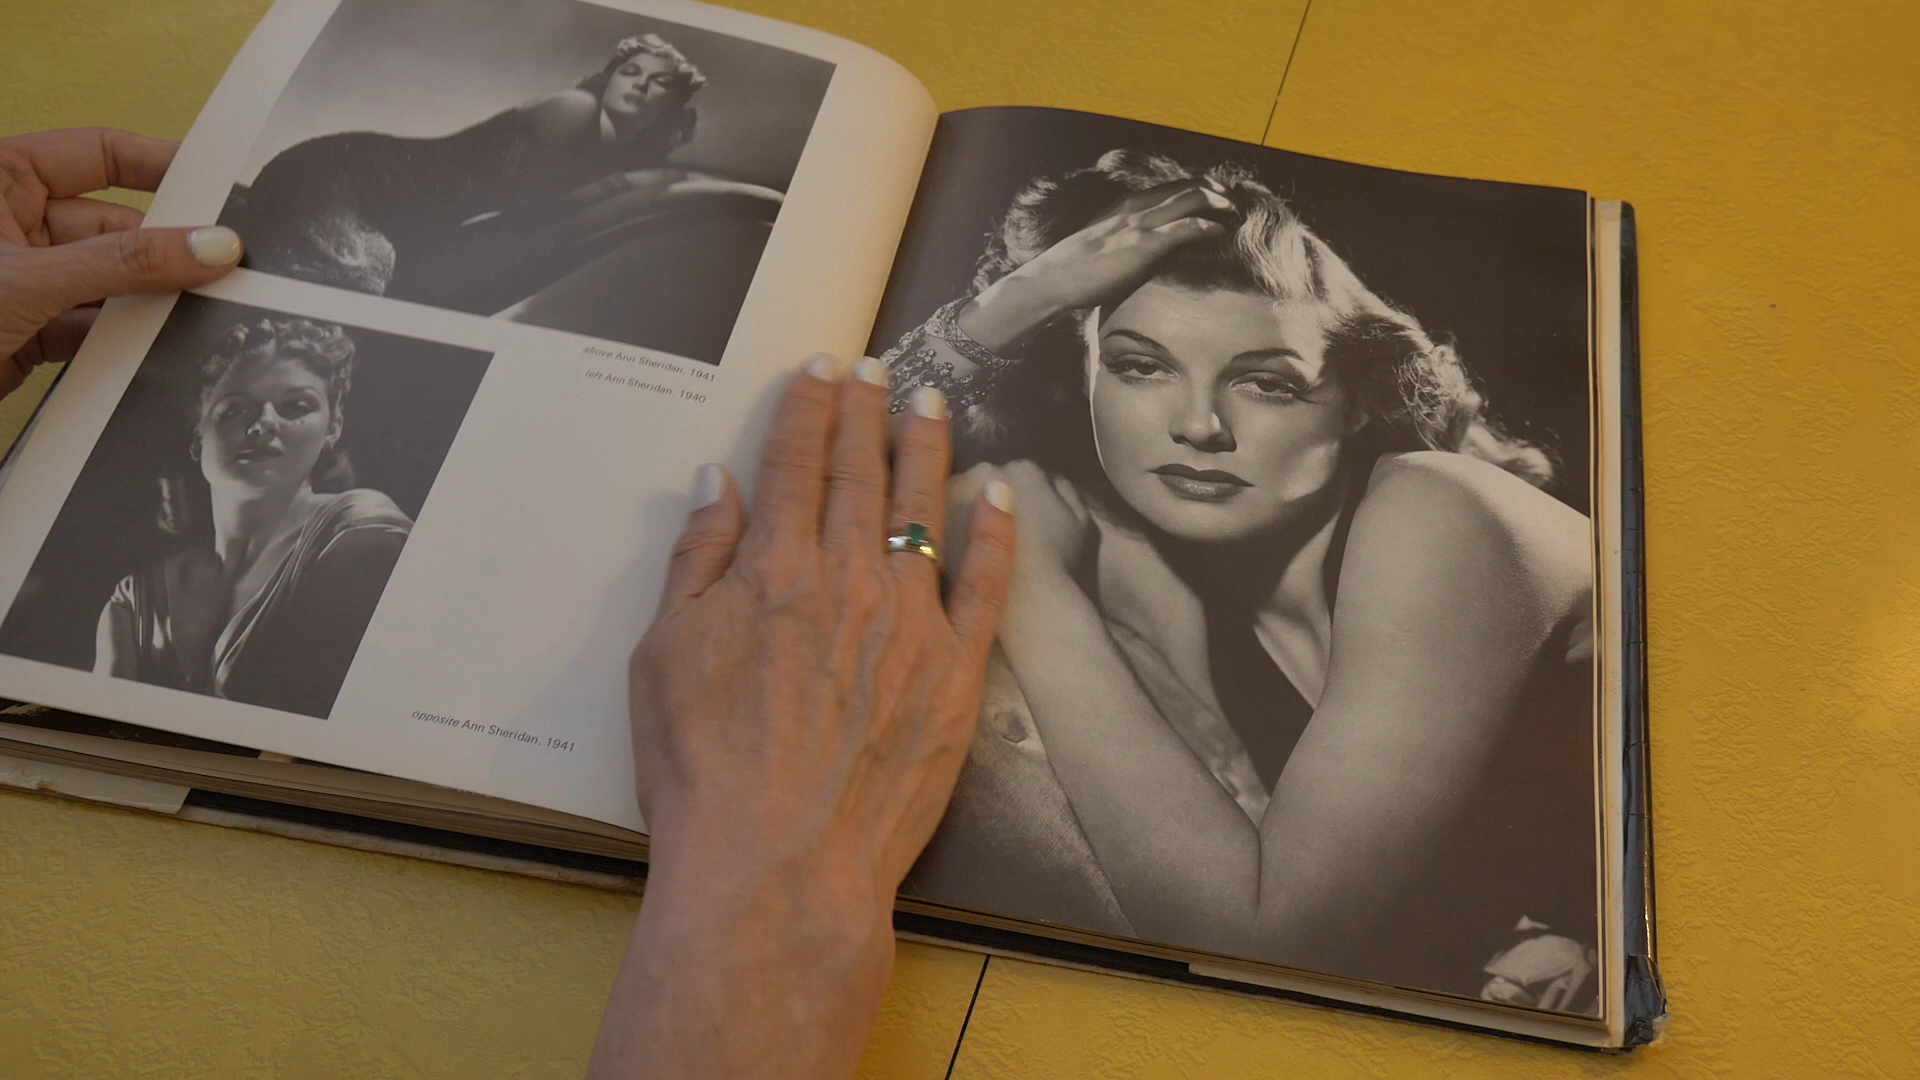 above Ann Sheridan, 1941
left Ann Sheridan, 1940
opposite Ann Sheridan, 1941